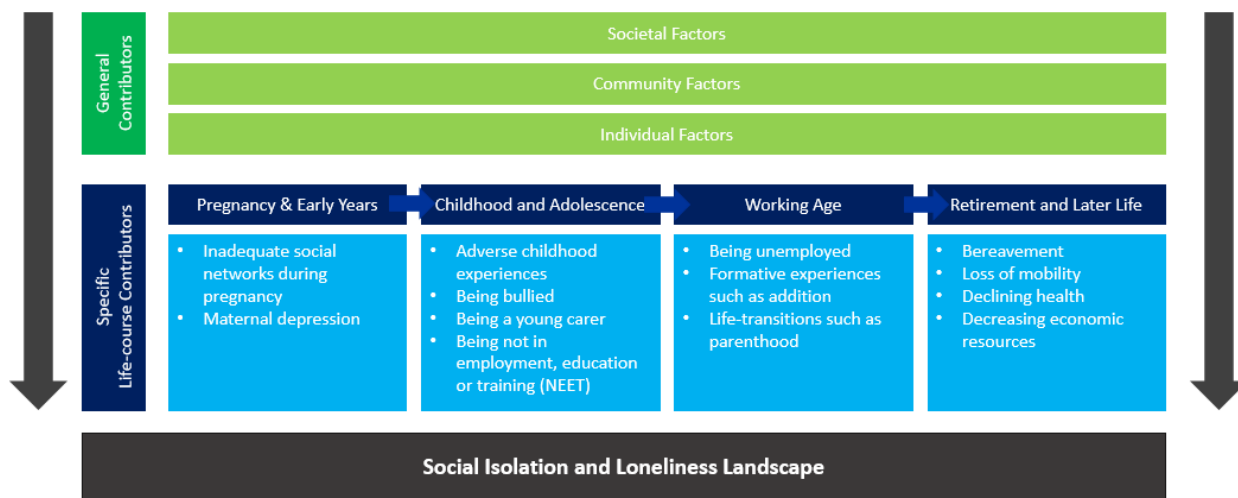 General
Contributors
Societal Factors
Community Factors
Individual Factors
Specific
Life-course Contributors
Pregnancy & Early Years
• Inadequate social
networks during
pregnancy
• Maternal depression
Childhood and Adolescence
• Adverse childhood
experiences
• Being bullied
• Being a young carer
• Being not in
employment, education
or training (NEET)
Working Age
• Being unemployed
• Formative experiences
such as addition
• Life-transitions such as
parenthood
Retirement and Later Life
• Bereavement
• Loss of mobility
• Declining health
• Decreasing economic
resources
Social Isolation and Loneliness Landscape